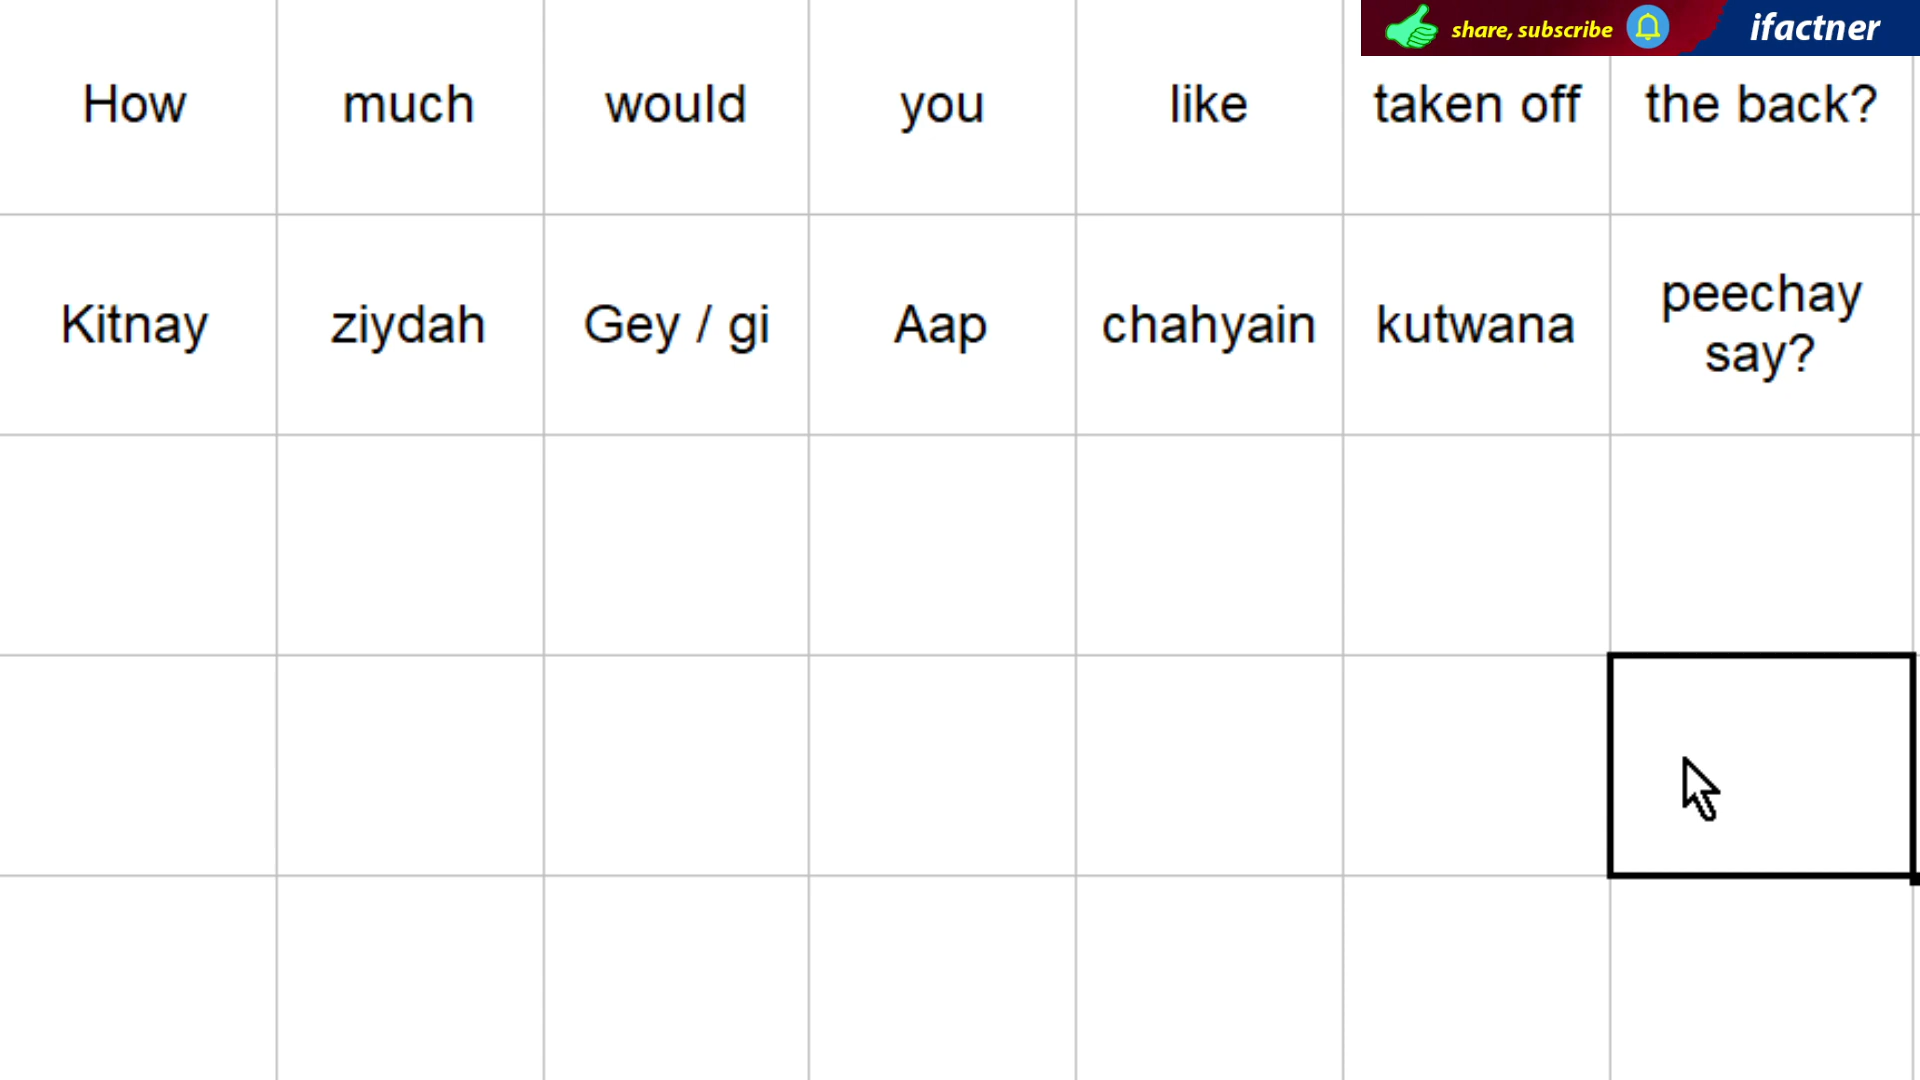 share, subscribe ifactner
How much would you like taken off the back?
Kitnay ziydah Gey / gi Aap chahyain kutwana peechay
say?